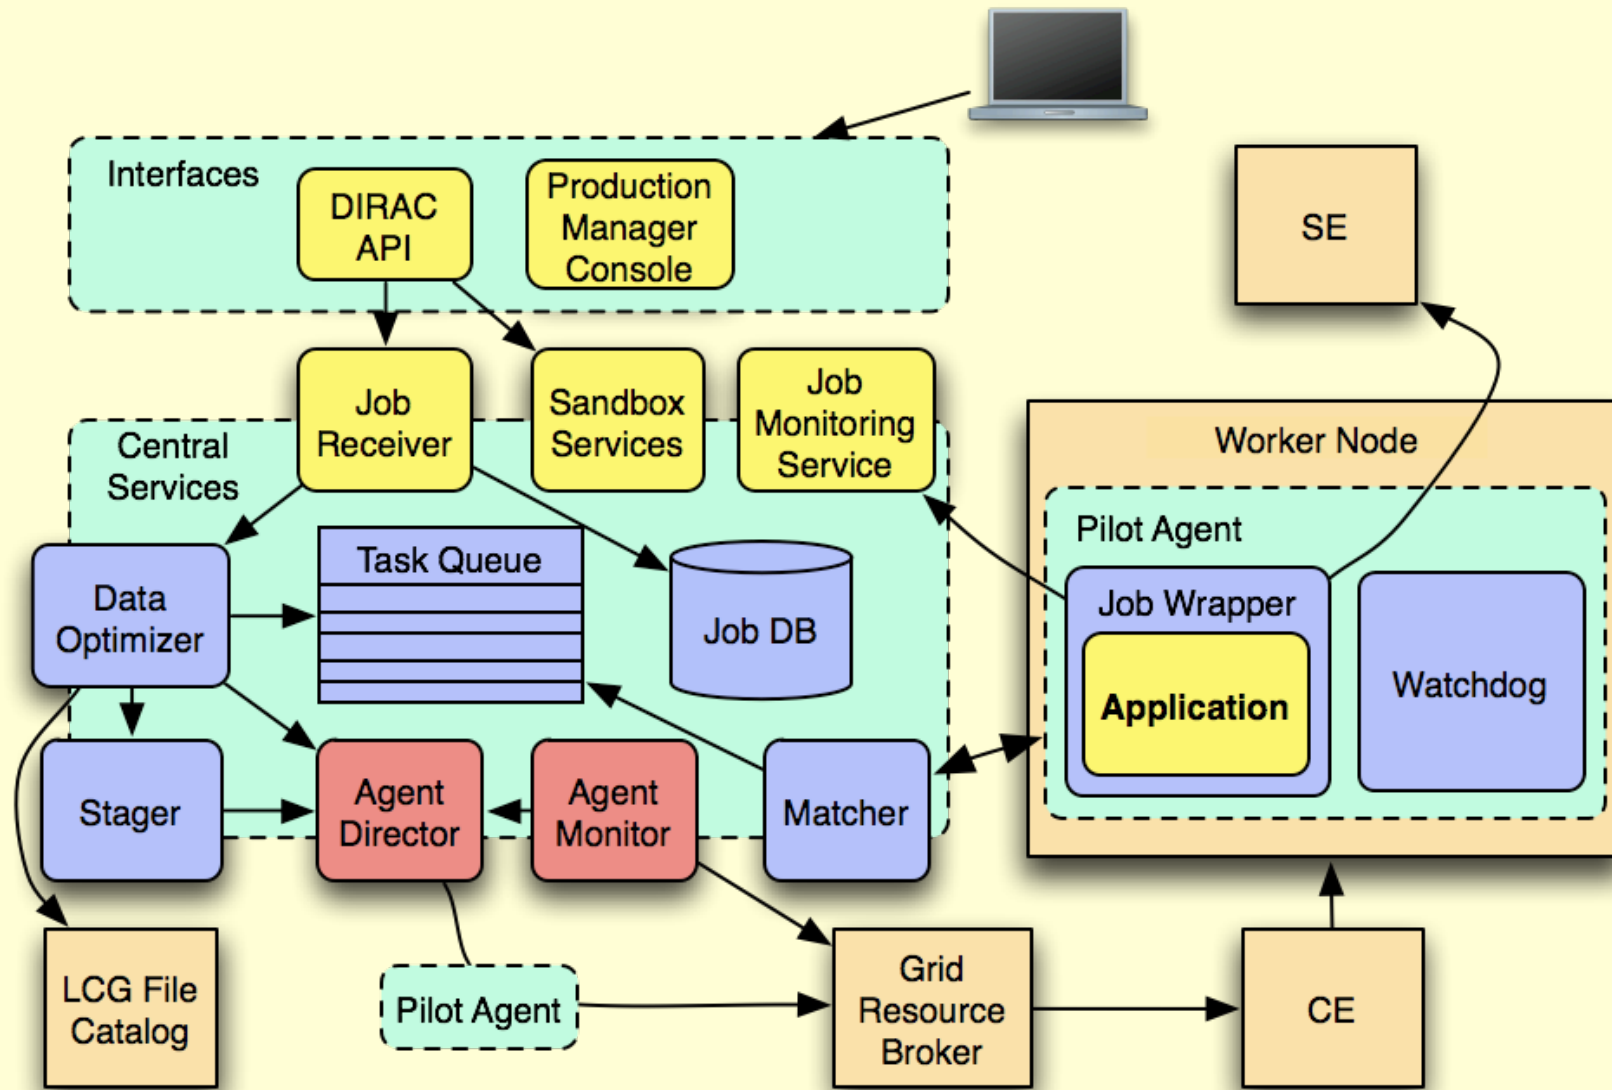 Interfaces
DIRAC
API
Production
Manager
Console
SE
Job
Receiver
Sandbox
Services
Job
Monitoring
Service
Central
Services
Worker Node
Pilot Agent
Task Queue
Data
Optimizer
Job DB
Job Wrapper
Application
Watchdog
Stager
Agent
Director
Agent
Monitor
Matcher
LCG File
Catalog
Pilot Agent
Grid
Resource
Broker
CE